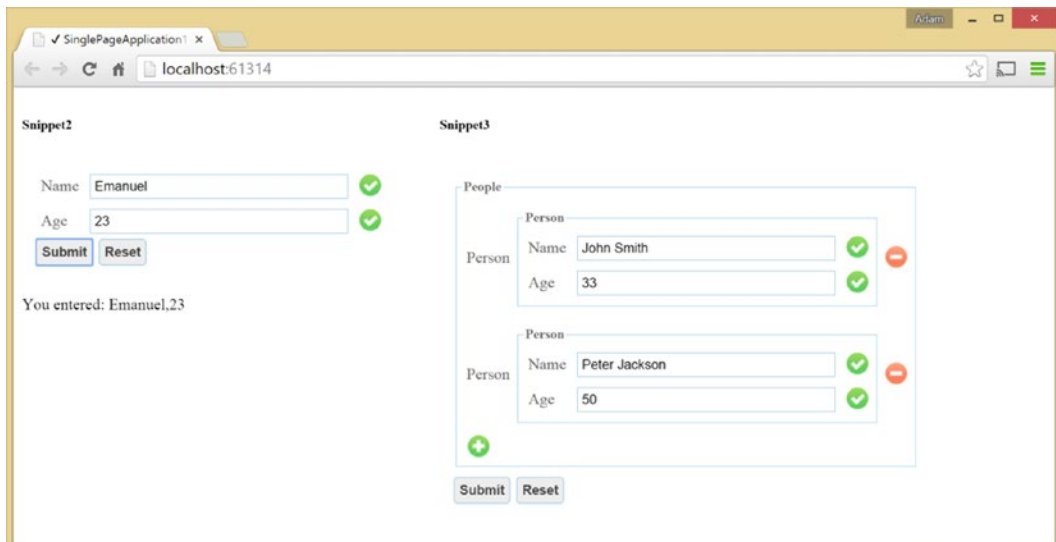 Adam
✓ SinglePageApplication1
localhost:61314
Snippet2
Name Emanuel
Age 23
Submit Reset
You entered: Emanuel,23
Snippet3
People
Person
Person
Name John Smith
Age 33
Person
Person
Name Peter Jackson
Age 50
Submit Reset